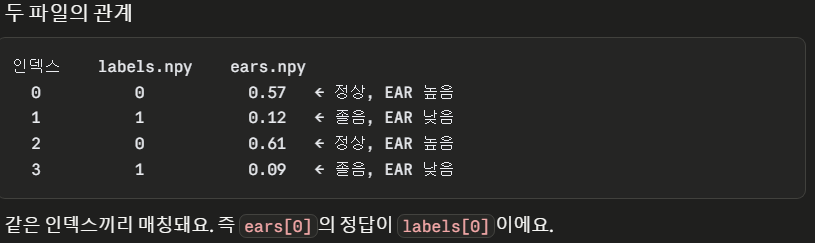 두 파일의 관계
인덱스 labels.npy ears.npy
0 0 0.57 ← 정상, EAR 높음
1 1 0.12 ← 졸음, EAR 낮음
2 0 0.61 ← 정상, EAR 높음
3 1 0.09 ← 졸음, EAR 낮음
같은 인덱스끼리 매칭돼요. 즉 ears[0]의 정답이 labels[0]이에요.